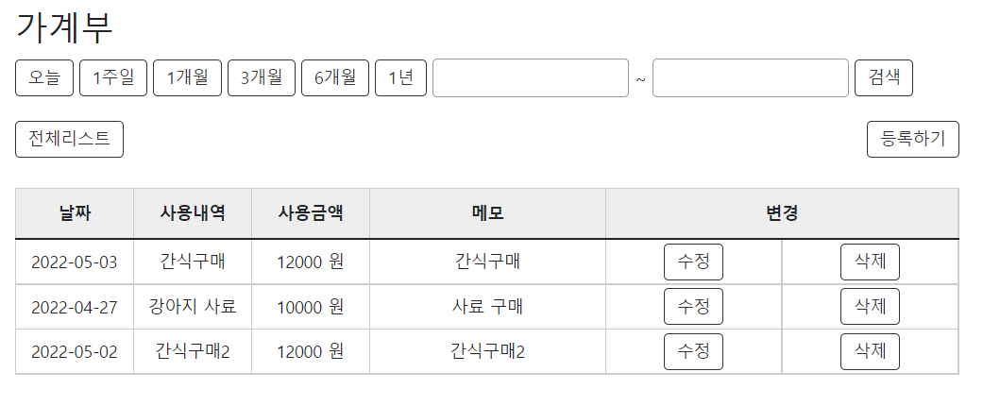 가계부
오늘 1주일 1개월 3개월 6개월 1년 ~ 검색
전체리스트 등록하기
날짜 사용내역 사용금액 메모 변경
2022-05-03 간식구매 12000 원 간식구매 수정 삭제
2022-04-27 강아지 사료 10000 원 사료 구매 수정 삭제
2022-05-02 간식구매2 12000 원 간식구매2 수정 삭제